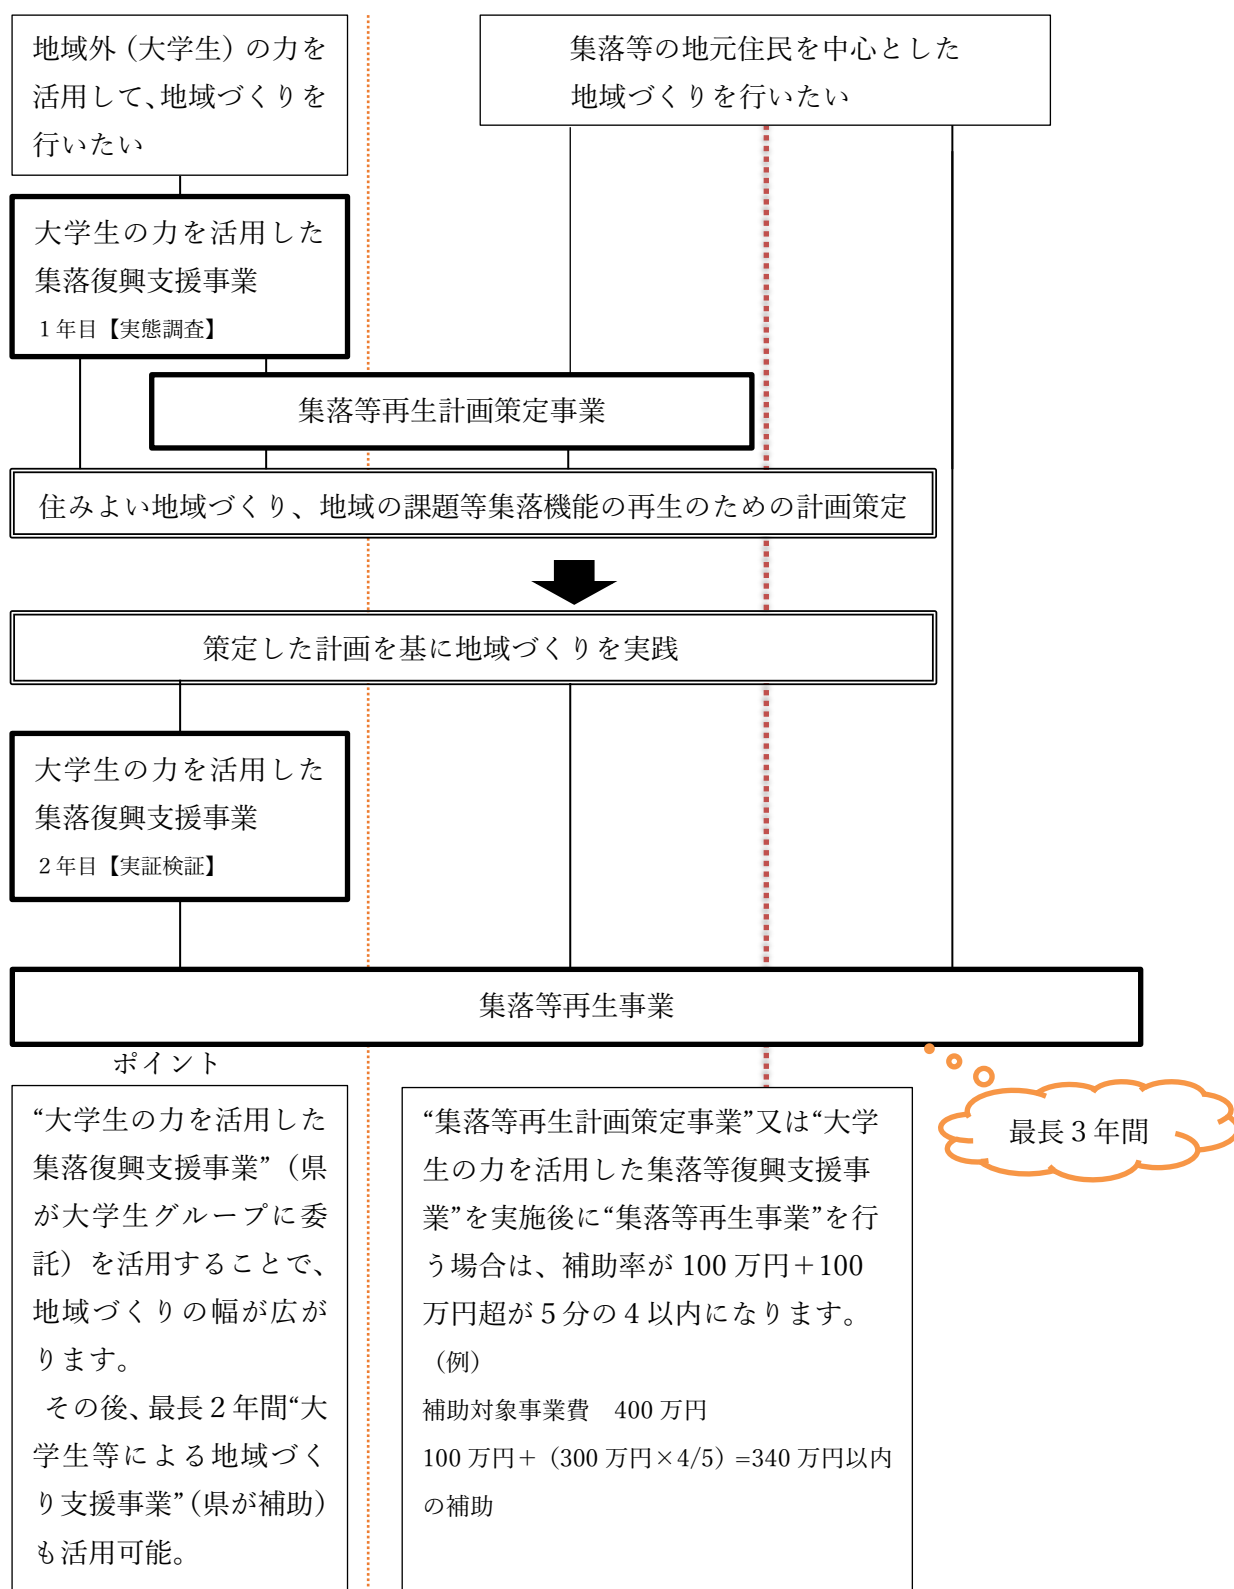 地域外（大学生）の力を
活用して、地域づくりを
行いたい
集落等の地元住民を中心とした
地域づくりを行いたい
大学生の力を活用した
集落復興支援事業
１年目【実態調査】
集落等再生計画策定事業
住みよい地域づくり、地域の課題等集落機能の再生のための計画策定
策定した計画を基に地域づくりを実践
大学生の力を活用した
集落復興支援事業
２年目【実証検証】
集落等再生事業
ポイント
“大学生の力を活用した
集落復興支援事業”（県
が大学生グループに委
託）を活用することで、
地域づくりの幅が広が
ります。
その後、最長２年間“大
学生等による地域づく
り支援事業”（県が補助）
も活用可能。
“集落等再生計画策定事業”又は“大学
生の力を活用した集落等復興支援事
業”を実施後に“集落等再生事業”を行
う場合は、補助率が 100 万円＋100
万円超が５分の４以内になります。
（例）
補助対象事業費　400 万円
100 万円＋（300 万円×4/5）=340 万円以内
の補助
最長３年間